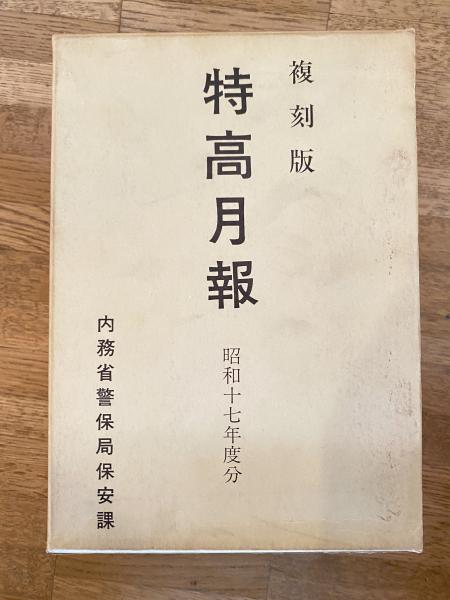 複刻版
特高月報
昭和十七年度分
内務省警保局保安課